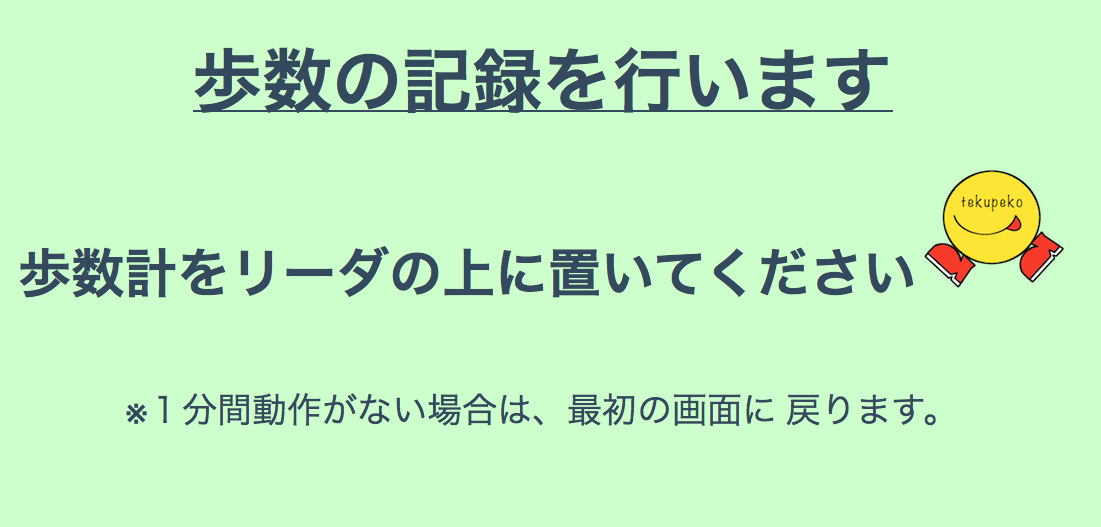 歩数の記録を行います
tekupeko
歩数計をリーダの上に置いてください
※１分間動作がない場合は、最初の画面に 戻ります。